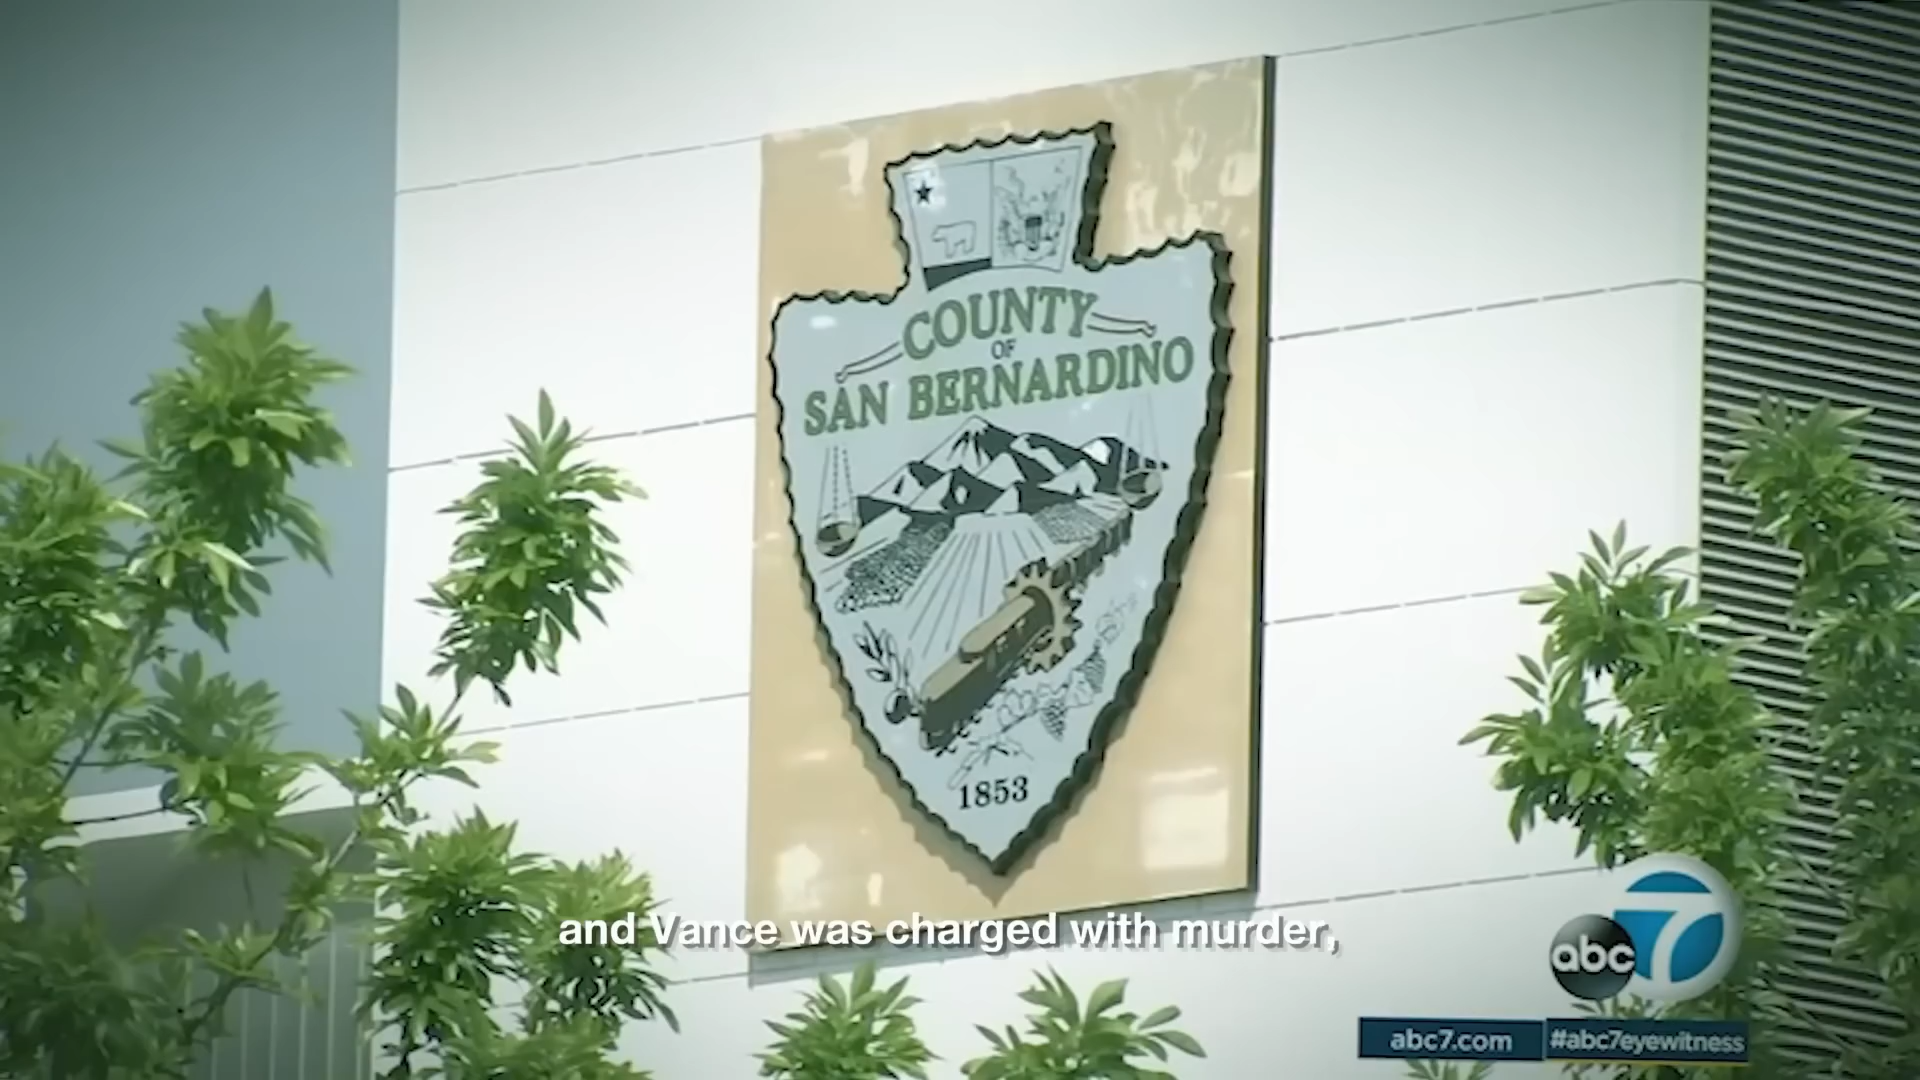 COUNTY
OF
SAN BERNARDINO
1853
and Vance was charged with murder,
abc 7
abc7.com #abc7eyewitness